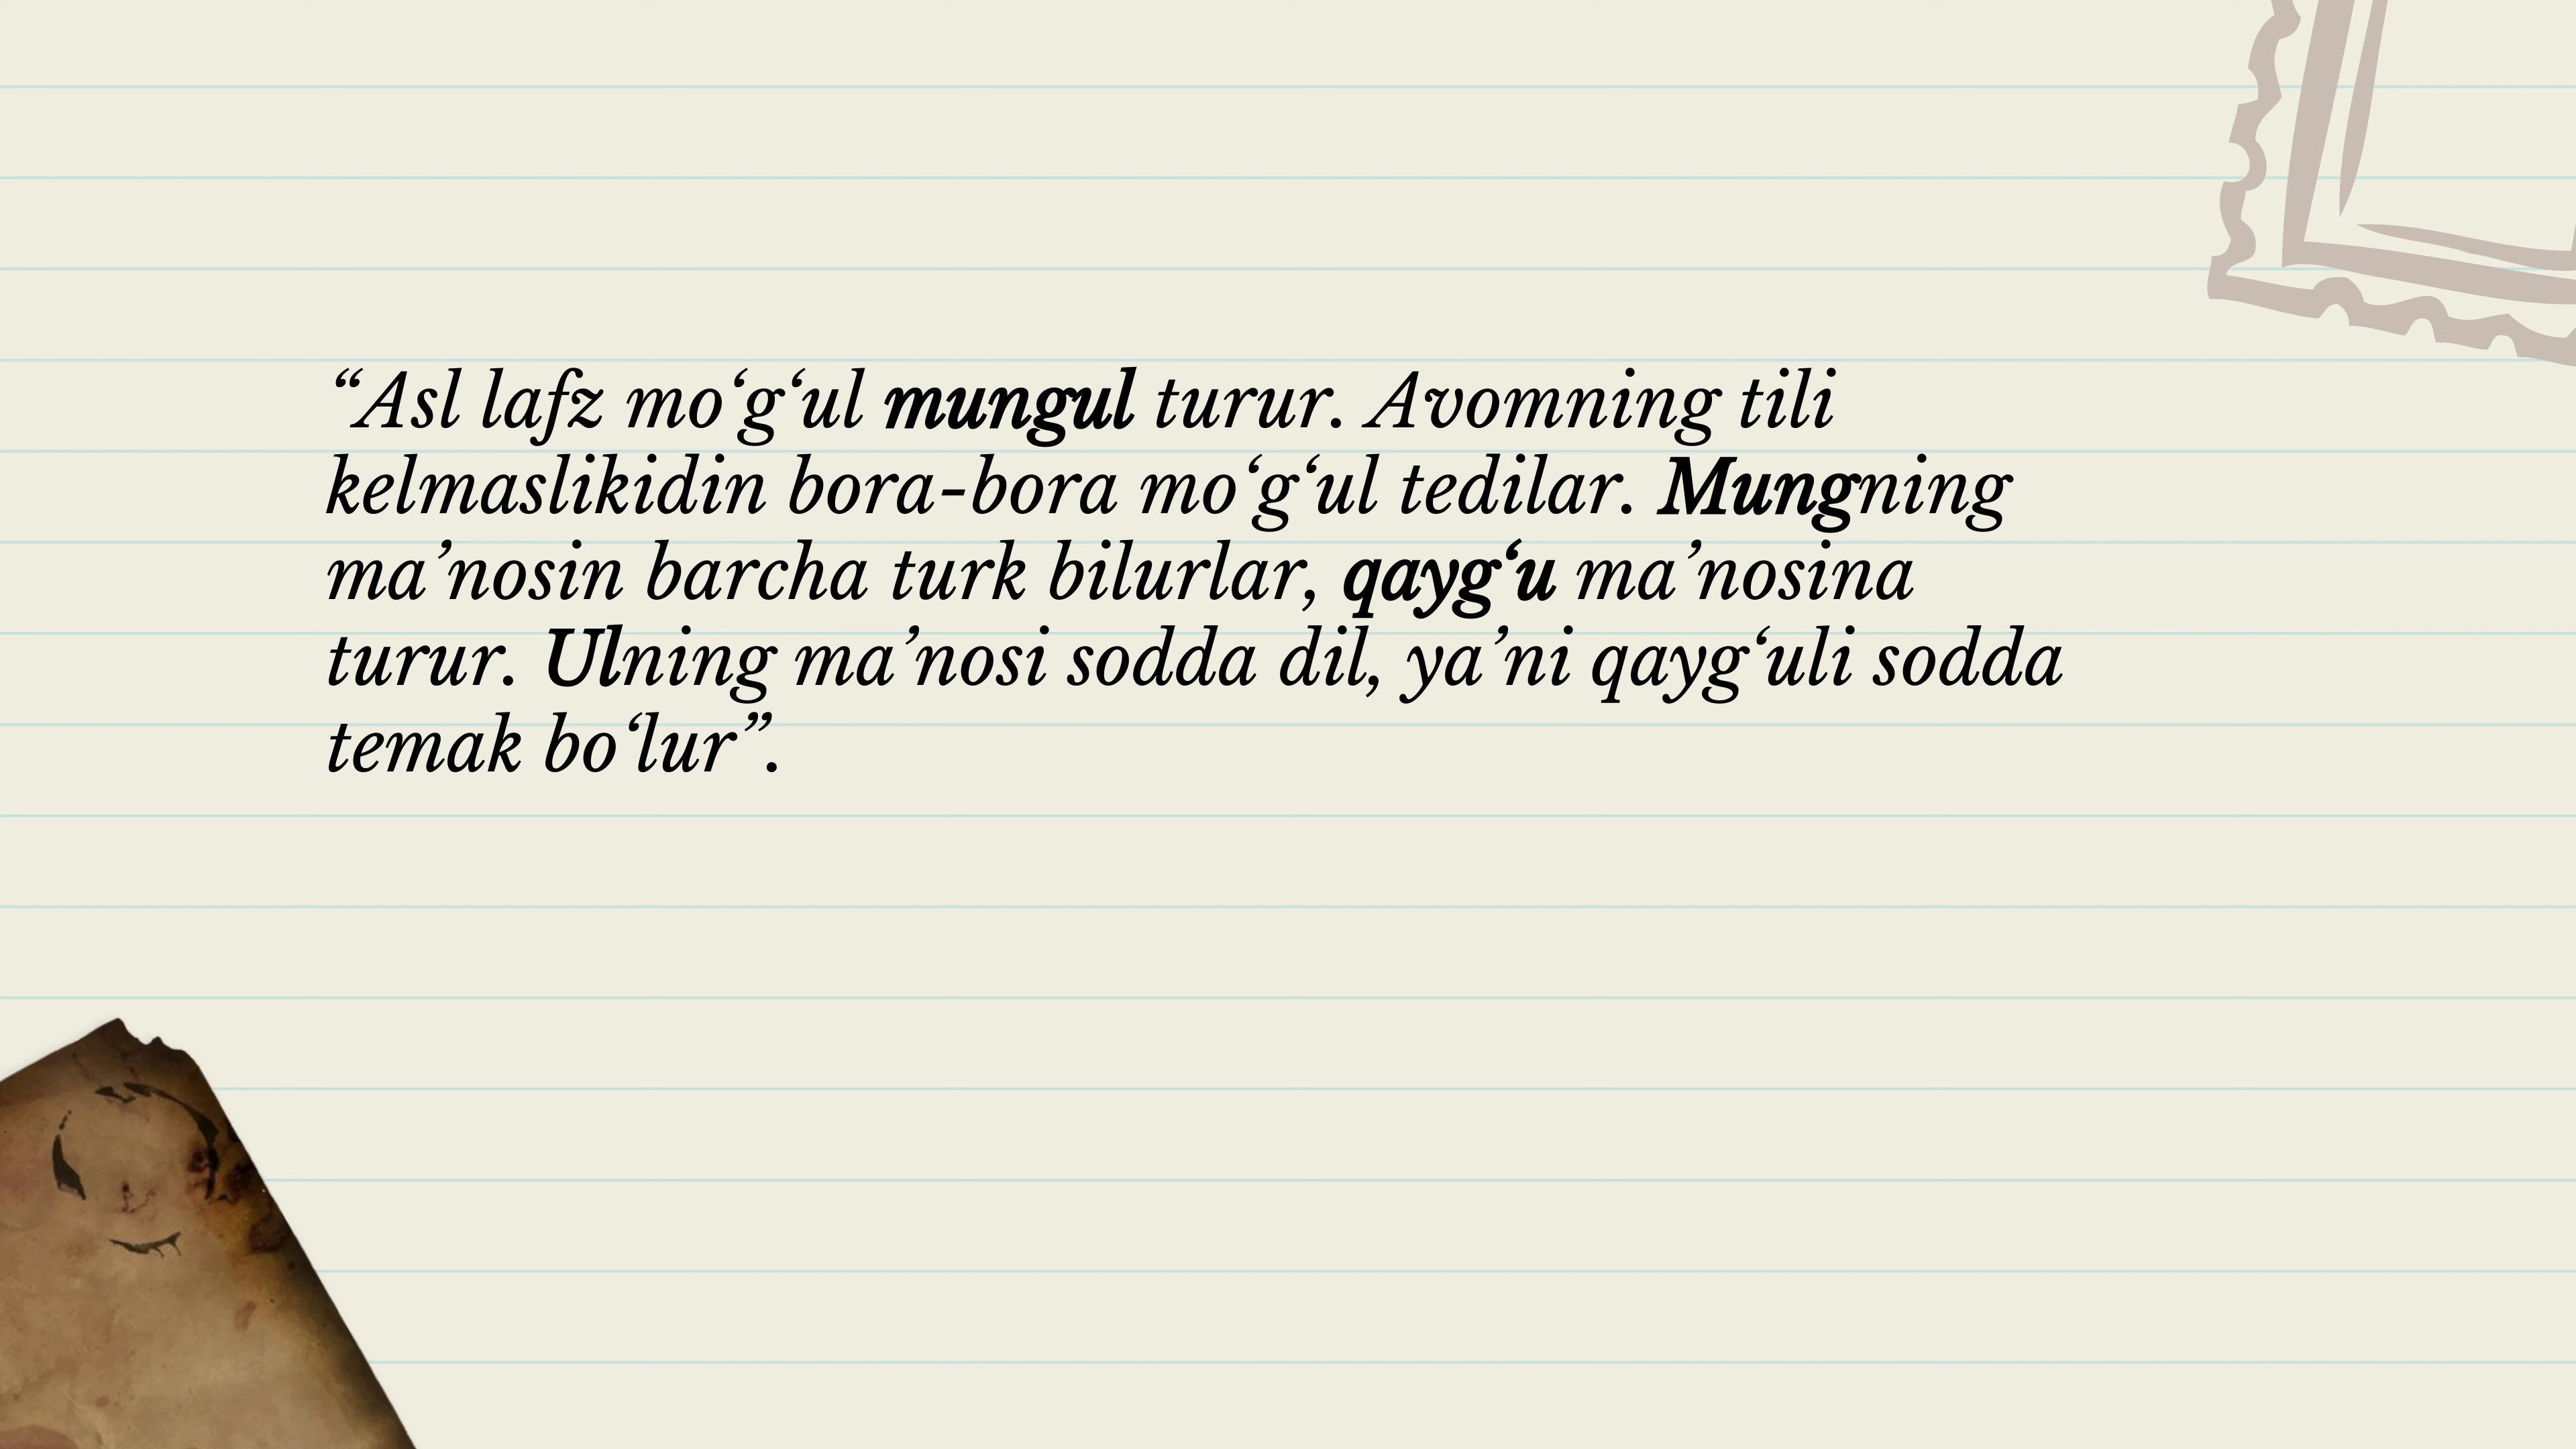 “Asl lafz mo‘g‘ul mungul turur. Avomning tili
kelmaslikidin bora-bora mo‘g‘ul tedilar. Mungning
ma’nosin barcha turk bilurlar, qayg‘u ma’nosina
turur. Ulning ma’nosi sodda dil, ya’ni qayg‘uli sodda
temak bo‘lur”.